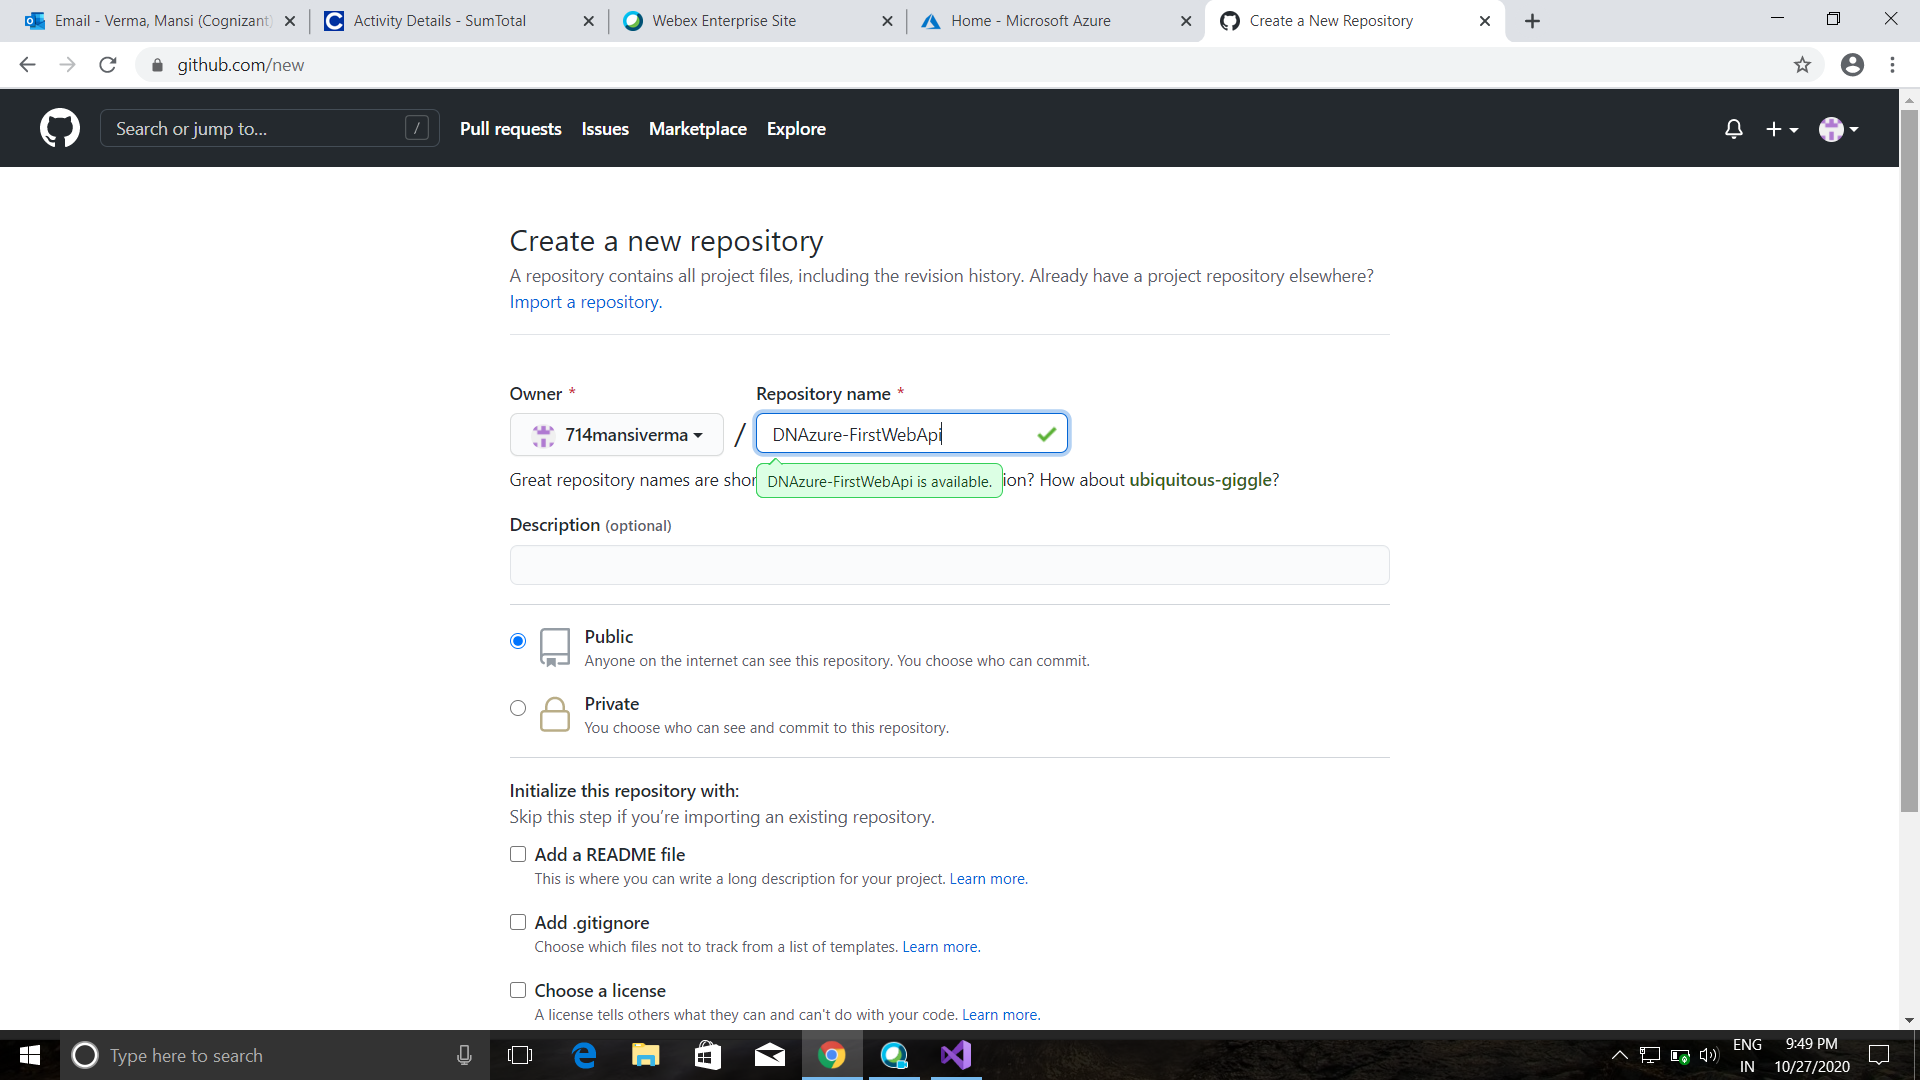 Email - Verma, Mansi (Cognizant)
Activity Details - SumTotal
Webex Enterprise Site
Home - Microsoft Azure
Create a New Repository
github.com/new
Search or jump to...
/
Pull requests
Issues
Marketplace
Explore
Create a new repository
A repository contains all project files, including the revision history. Already have a project repository elsewhere?
Import a repository.
Owner *
Repository name *
714mansiverma
/
DNAzure-FirstWebApi
Great repository names are shor
DNAzure-FirstWebApi is available.
ion? How about ubiquitous-giggle?
Description (optional)
Public
Anyone on the internet can see this repository. You choose who can commit.
Private
You choose who can see and commit to this repository.
Initialize this repository with:
Skip this step if you’re importing an existing repository.
Add a README file
This is where you can write a long description for your project. Learn more.
Add .gitignore
Choose which files not to track from a list of templates. Learn more.
Choose a license
A license tells others what they can and can't do with your code. Learn more.
Type here to search
ENG
IN
9:49 PM
10/27/2020